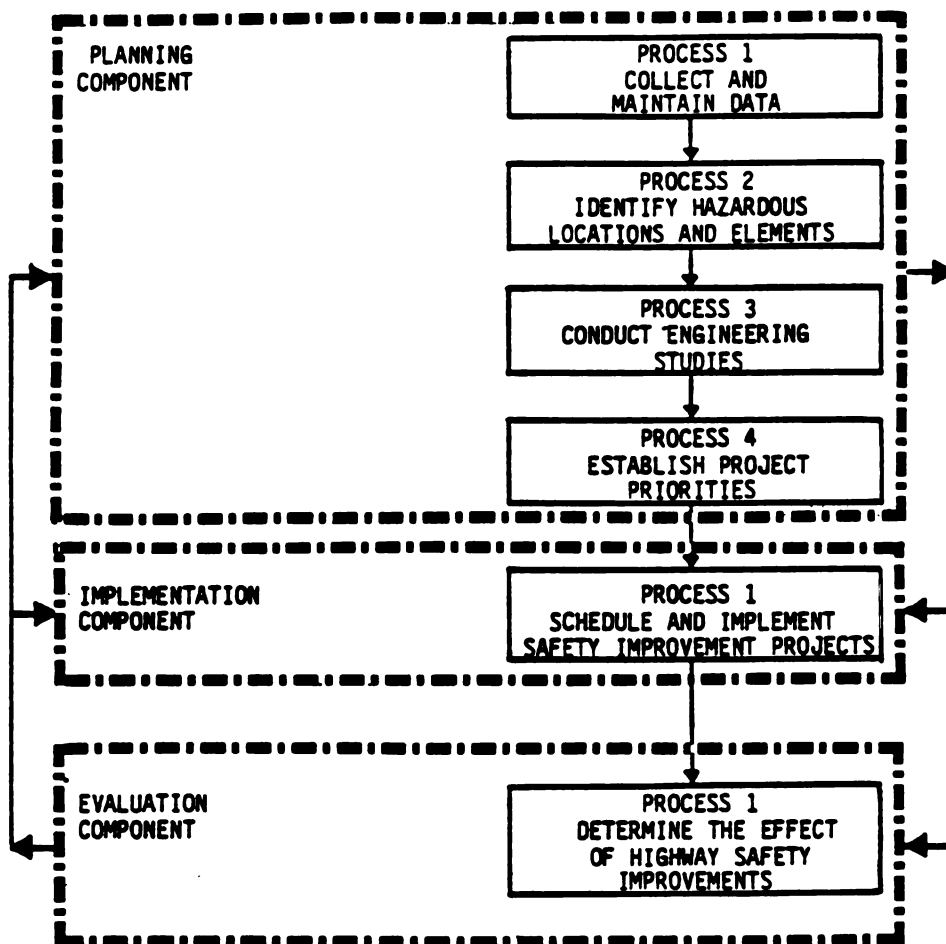 PLANNING
COMPONENT
PROCESS 1
COLLECT AND
MAINTAIN DATA
PROCESS 2
IDENTIFY HAZARDOUS
LOCATIONS AND ELEMENTS
PROCESS 3
CONDUCT ENGINEERING
STUDIES
PROCESS 4
ESTABLISH PROJECT
PRIORITIES
IMPLEMENTATION
COMPONENT
PROCESS 1
SCHEDULE AND IMPLEMENT
SAFETY IMPROVEMENT PROJECTS
EVALUATION
COMPONENT
PROCESS 1
DETERMINE THE EFFECT
OF HIGHWAY SAFETY
IMPROVEMENTS